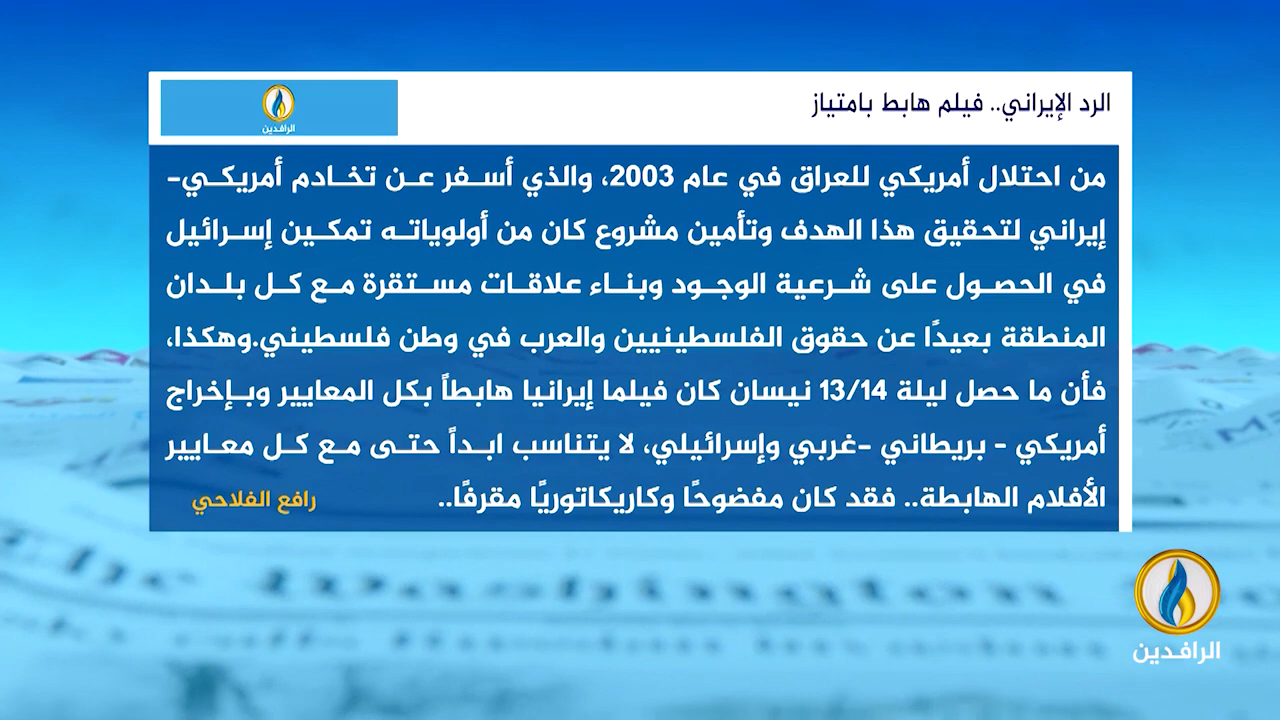 الرد الإيراني.. فيلم هابط بامتياز
الرافدين
من احتلال أمريكي للعراق في عام 2003، والذي أسفر عن تخادم أمريكي-
إيراني لتحقيق هذا الهدف وتأمين مشروع كان من أولوياته تمكين إسرائيل
في الحصول على شرعية الوجود وبناء علاقات مستقرة مع كل بلدان
المنطقة بعيدًا عن حقوق الفلسطينيين والعرب في وطن فلسطيني.وهكذا،
فأن ما حصل ليلة 13/14 نيسان كان فيلما إيرانيا هابطاً بكل المعايير وبإخراج
أمريكي - بريطاني -غربي وإسرائيلي، لا يتناسب ابداً حتى مع كل معايير
الأفلام الهابطة.. فقد كان مفضوحًا وكاريكاتوريًا مقرفًا..
رافع الفلاحي
الرافدين